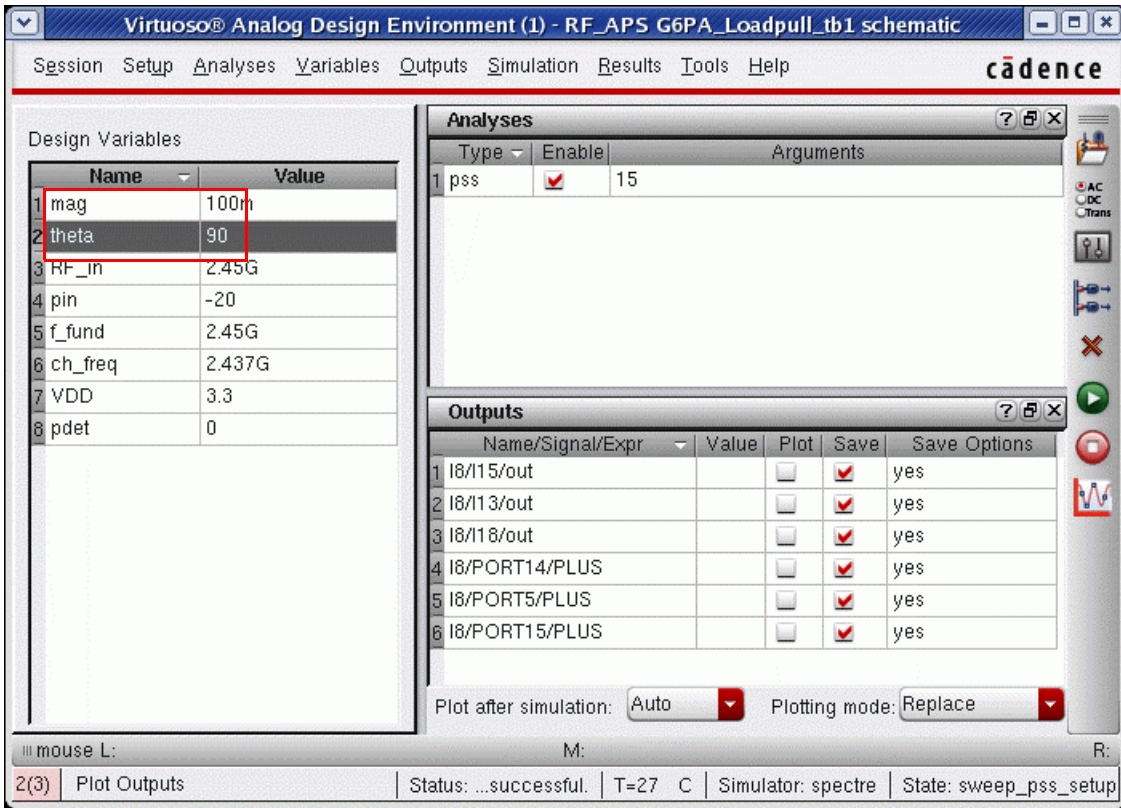 Virtuoso® Analog Design Environment (1) - RF_APS G6PA_Loadpull_tb1 schematic
Session Setup Analyses Variables Outputs Simulation Results Tools Help
cādence
Design Variables
Name Value
1 mag 100m
2 theta 90
3 RF_in 2.45G
4 pin -20
5 f_fund 2.45G
6 ch_freq 2.437G
7 VDD 3.3
8 pdet 0
Analyses
Type Enable Arguments
1 pss 15
Outputs
Name/Signal/Expr Value Plot Save Save Options
1 I8/I15/out yes
2 I8/I13/out yes
3 I8/I18/out yes
4 I8/PORT14/PLUS yes
5 I8/PORT5/PLUS yes
6 I8/PORT15/PLUS yes
Plot after simulation: Auto Plotting mode: Replace
AC
DC
Trans
mouse L: M: R:
2(3) Plot Outputs Status: ...successful. T=27 C Simulator: spectre State: sweep_pss_setup